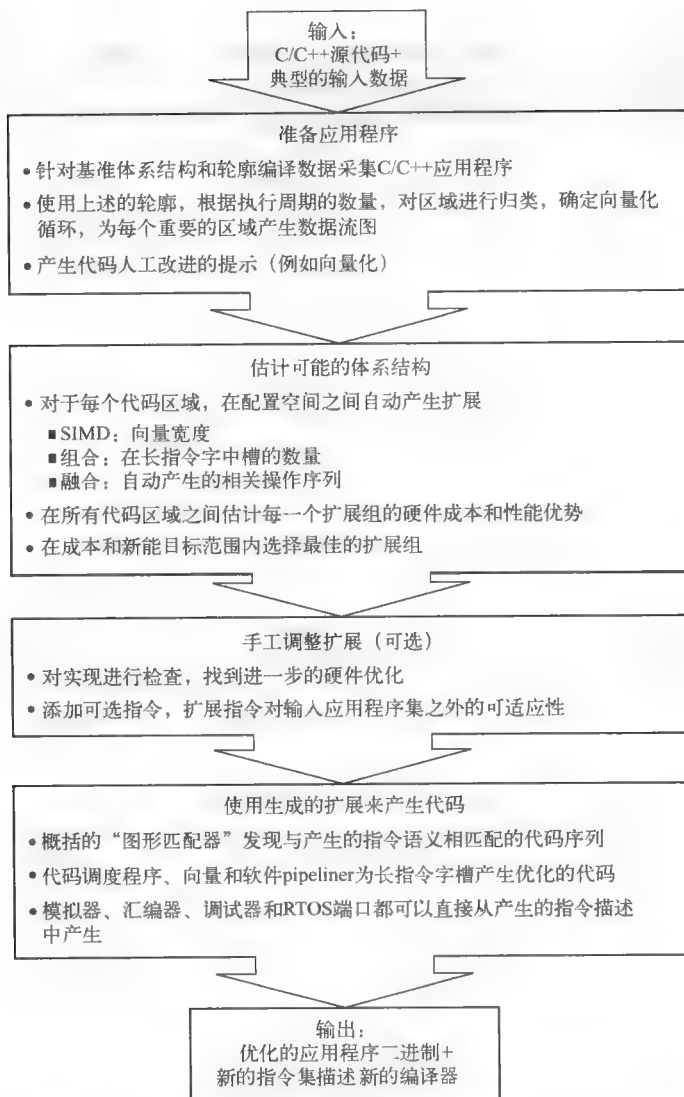 输入：
C/C++源代码+
典型的输入数据
准备应用程序
• 针对基准体系结构和轮廓编译数据采集C/C++应用程序
• 使用上述的轮廓，根据执行周期的数量，对区域进行归类，确定向量化
循环，为每个重要的区域产生数据流图
• 产生代码人工改进的提示（例如向量化）
估计可能的体系结构
• 对于每个代码区域，在配置空间之间自动产生扩展
■ SIMD：向量宽度
■ 组合：在长指令字中槽的数量
■ 融合：自动产生的相关操作序列
• 在所有代码区域之间估计每一个扩展组的硬件成本和性能优势
• 在成本和新能目标范围内选择最佳的扩展组
手工调整扩展（可选）
• 对实现进行检查，找到进一步的硬件优化
• 添加可选指令，扩展指令对输入应用程序集之外的可适应性
使用生成的扩展来产生代码
• 概括的“图形匹配器”发现与产生的指令语义相匹配的代码序列
• 代码调度程序、向量和软件pipeliner为长指令字槽产生优化的代码
• 模拟器、汇编器、调试器和RTOS端口都可以直接从产生的指令描述
中产生
输出：
优化的应用程序二进制+
新的指令集描述 新的编译器